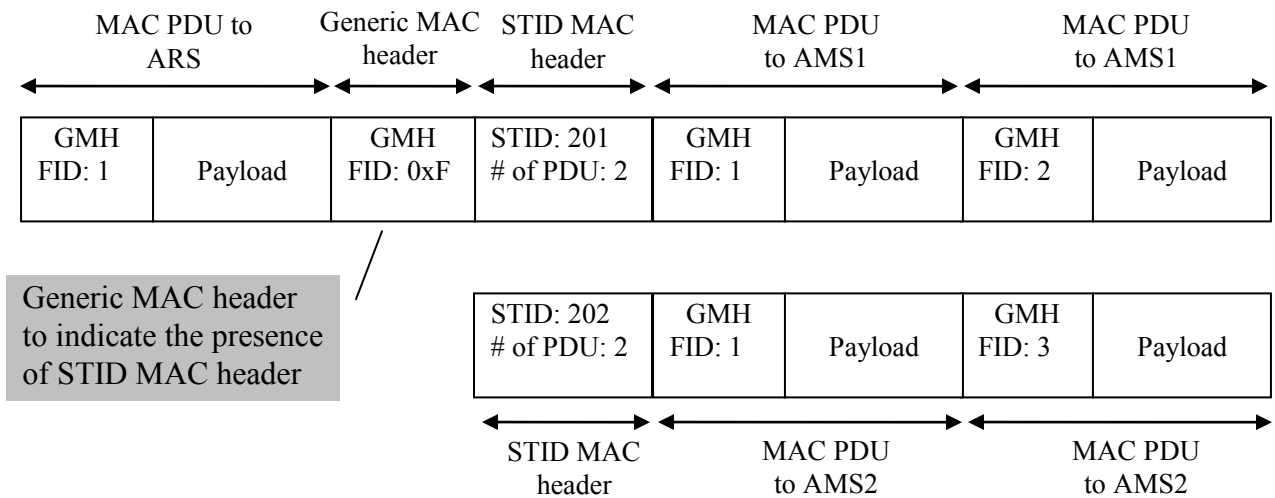 MAC PDU to
ARS
Generic MAC
header
STID MAC
header
MAC PDU
to AMS1
MAC PDU
to AMS1
GMH
FID: 1
Payload
GMH
FID: 0xF
STID: 201
# of PDU: 2
GMH
FID: 1
Payload
GMH
FID: 2
Payload
Generic MAC header
to indicate the presence
of STID MAC header
STID: 202
# of PDU: 2
GMH
FID: 1
Payload
GMH
FID: 3
Payload
STID MAC
header
MAC PDU
to AMS2
MAC PDU
to AMS2